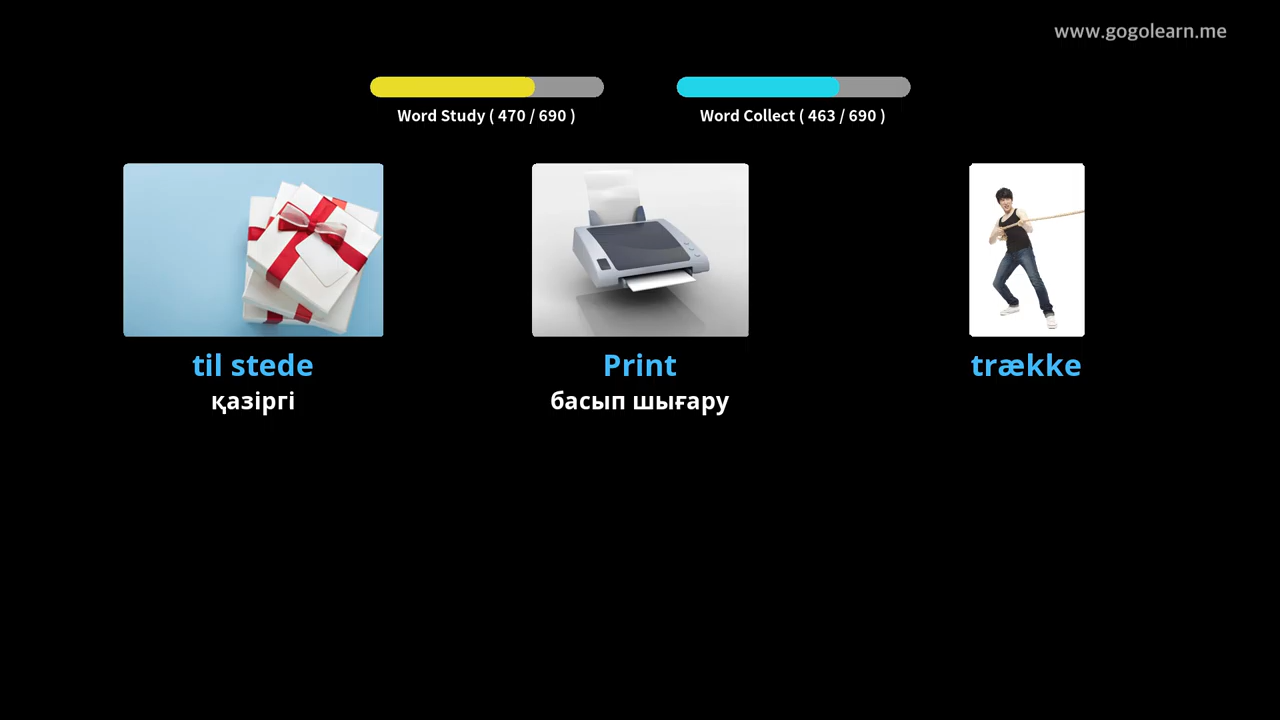 www.gogolearn.me
Word Study ( 470 / 690 )
Word Collect ( 463 / 690 )
til stede
Print
trække
қазіргі
басып шығару